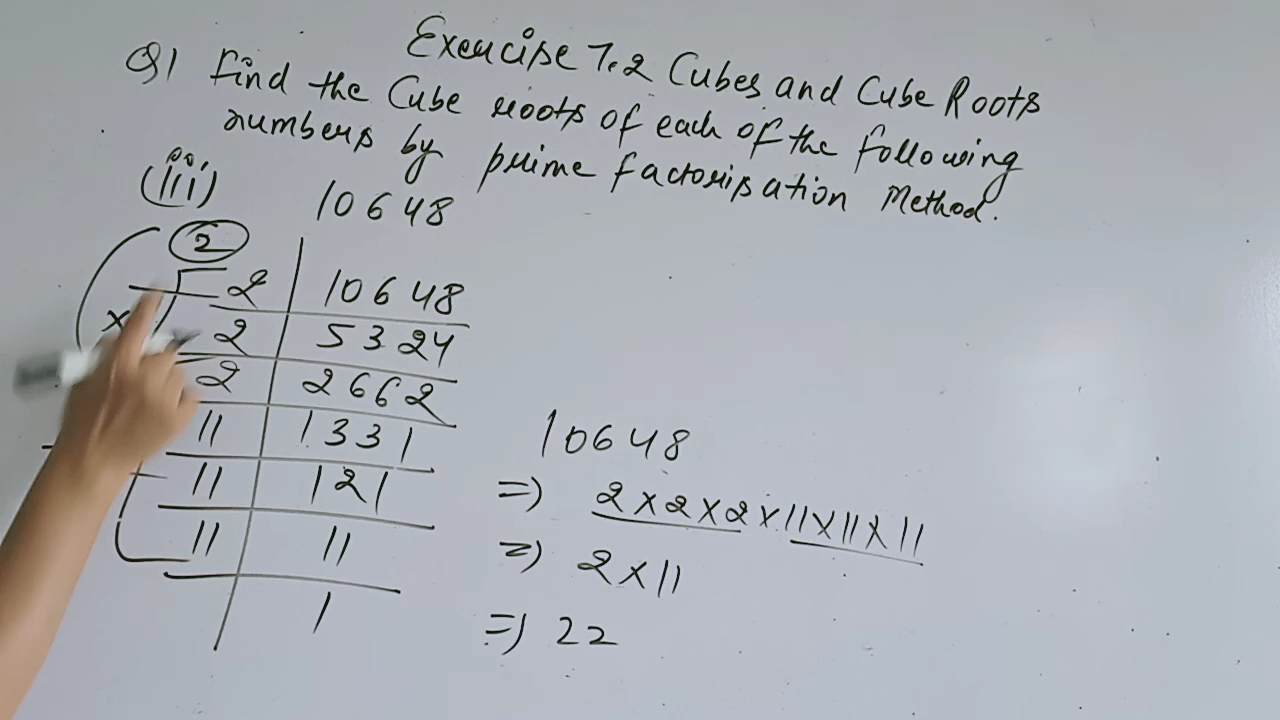 Exercise 7.2 Cubes and Cube Roots
Q1 Find the Cube roots of each of the following
numbers by prime factorisation Method.
(iii) 10648
2
2 | 10648
× 2 | 5324
2 | 2662
11 | 1331
11 | 121
11 | 11
1
10648
=) 2×2×2×11×11×11
=) 2×11
=) 22